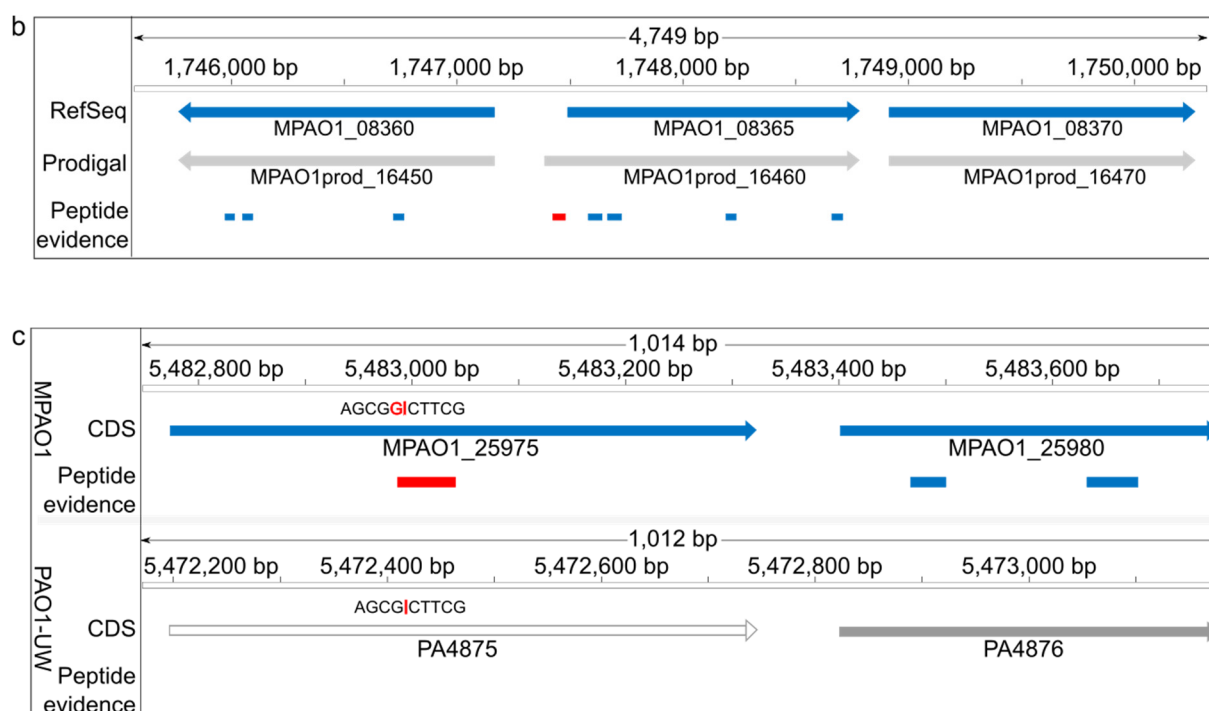 b
4,749 bp
1,746,000 bp 1,747,000 bp 1,748,000 bp 1,749,000 bp 1,750,000 bp
RefSeq
MPAO1_08360 MPAO1_08365 MPAO1_08370
Prodigal
MPAO1prod_16450 MPAO1prod_16460 MPAO1prod_16470
Peptide
evidence
c
1,014 bp
5,482,800 bp 5,483,000 bp 5,483,200 bp 5,483,400 bp 5,483,600 bp
MPAO1
AGCGGICTTCG
CDS
MPAO1_25975 MPAO1_25980
Peptide
evidence
1,012 bp
5,472,200 bp 5,472,400 bp 5,472,600 bp 5,472,800 bp 5,473,000 bp
PAO1-UW
AGCGICTTCG
CDS
PA4875 PA4876
Peptide
evidence